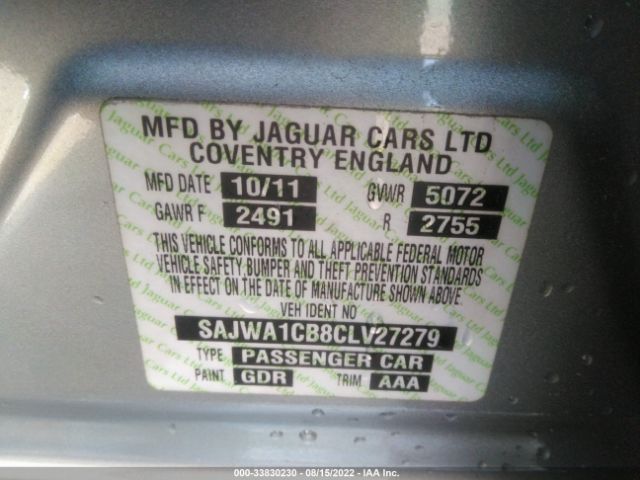 MFD BY JAGUAR CARS LTD
COVENTRY ENGLAND
MFD DATE 10/11 GVWR 5072
GAWR F 2491 R 2755
THIS VEHICLE CONFORMS TO ALL APPLICABLE FEDERAL MOTOR
VEHICLE SAFETY, BUMPER AND THEFT PREVENTION STANDARDS
IN EFFECT ON THE DATE OF MANUFACTURE SHOWN ABOVE.
VEH IDENT NO
SAJWA1CB8CLV27279
TYPE PASSENGER CAR
PAINT GDR TRIM AAA
000-33830230 - 08/15/2022 - IAA Inc.